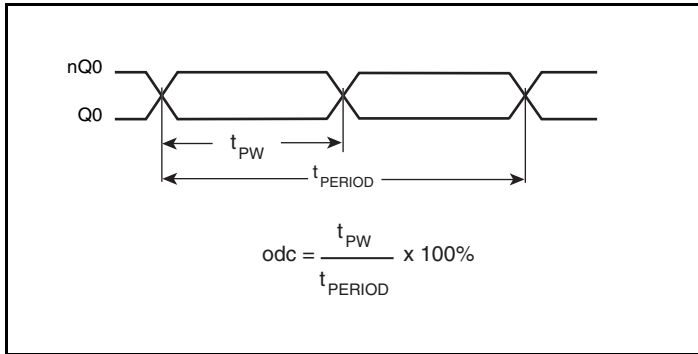 nQ0
Q0
tPW
tPERIOD
odc = tPW / tPERIOD x 100%